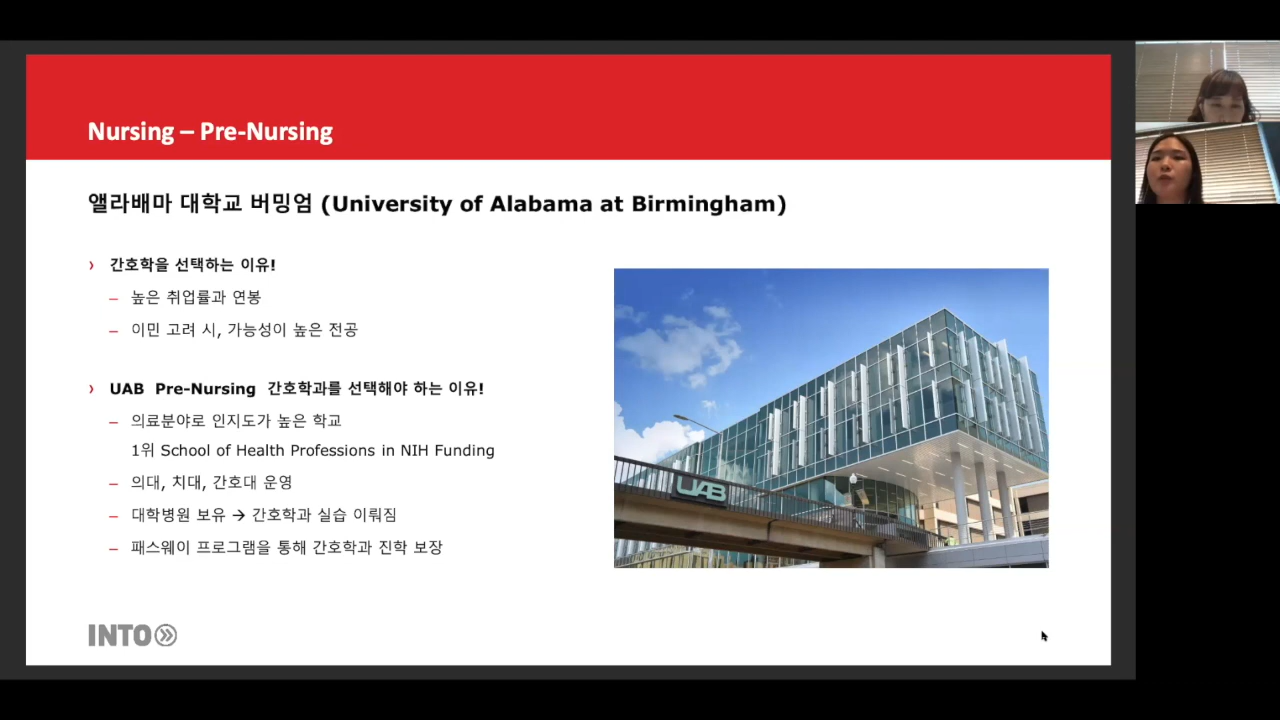 Nursing – Pre-Nursing
앨라배마 대학교 버밍엄 (University of Alabama at Birmingham)
› 간호학을 선택하는 이유!
– 높은 취업률과 연봉
– 이민 고려 시, 가능성이 높은 전공
› UAB Pre-Nursing 간호학과를 선택해야 하는 이유!
– 의료분야로 인지도가 높은 학교
1위 School of Health Professions in NIH Funding
– 의대, 치대, 간호대 운영
– 대학병원 보유 → 간호학과 실습 이뤄짐
– 패스웨이 프로그램을 통해 간호학과 진학 보장
UAB
INTO